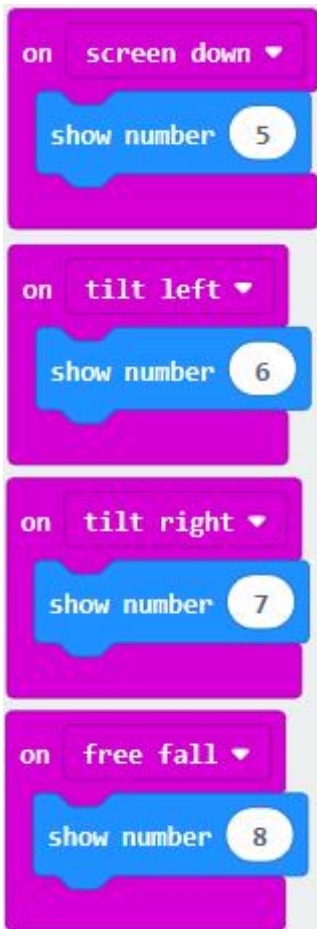 on screen down
show number 5
on tilt left
show number 6
on tilt right
show number 7
on free fall
show number 8